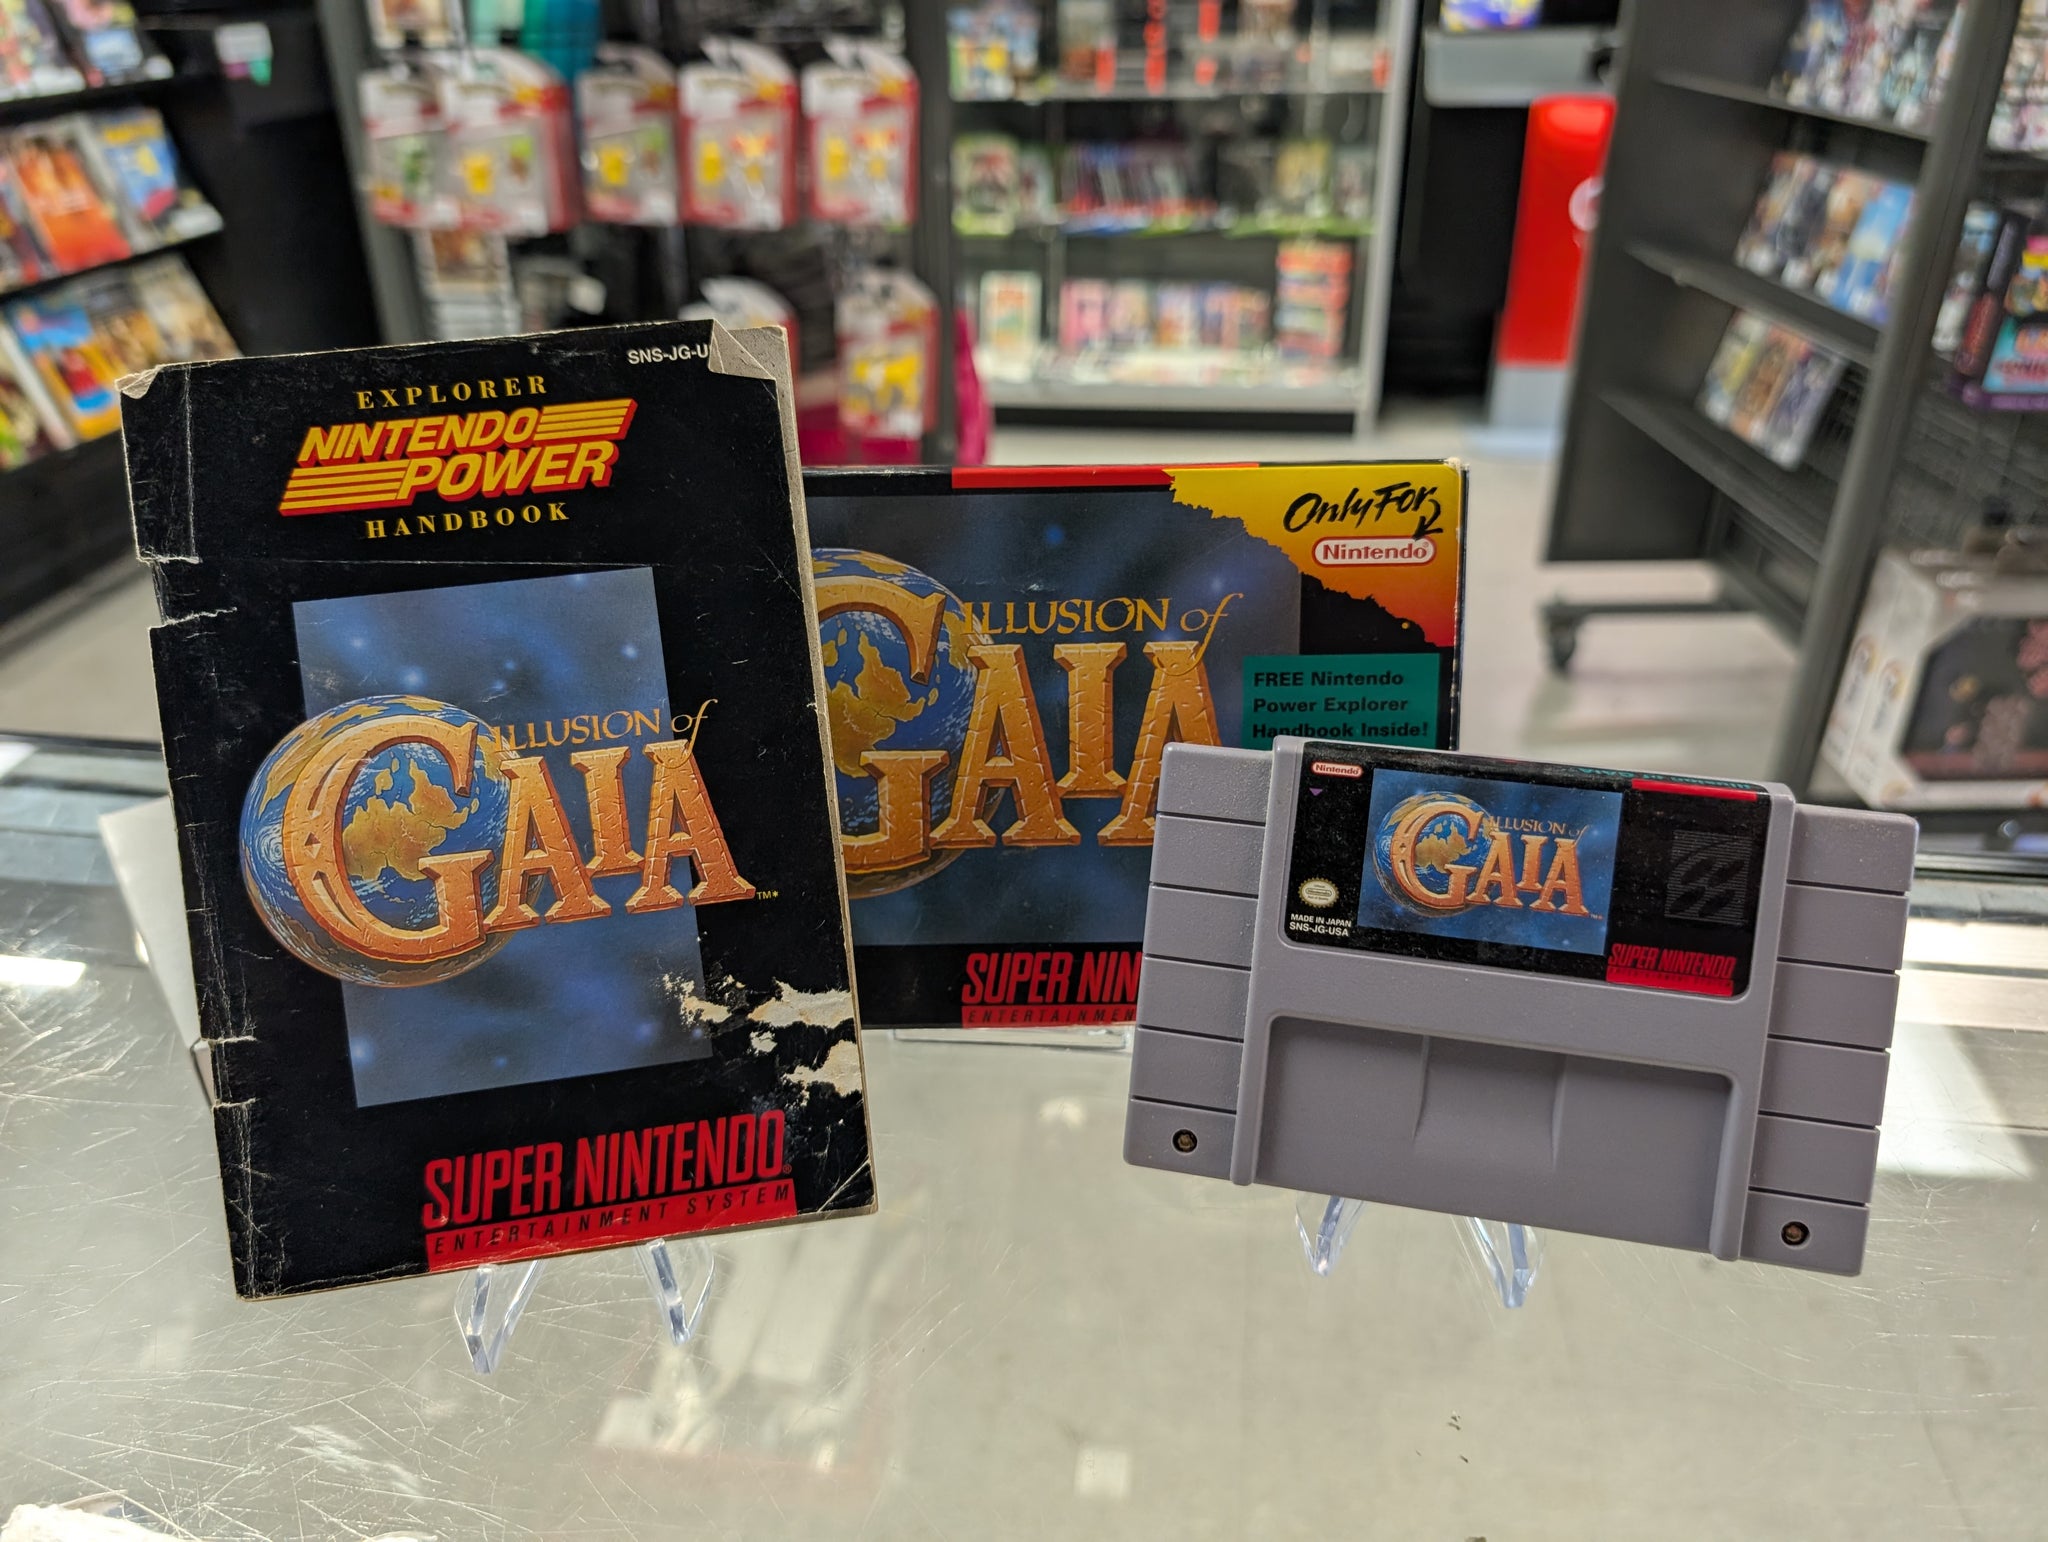 SNS-JG-U
EXPLORER
NINTENDO
POWER
HANDBOOK
ILLUSION of
GAIA
TM*
SUPER NINTENDO®
ENTERTAINMENT SYSTEM
Only For
Nintendo®
ILLUSION of
GAIA
FREE Nintendo
Power Explorer
Handbook Inside!
SUPER NIN
ENTERTAINMEN
Nintendo
ILLUSION of
GAIA
TM*
MADE IN JAPAN
SNS-JG-USA
SUPER NINTENDO